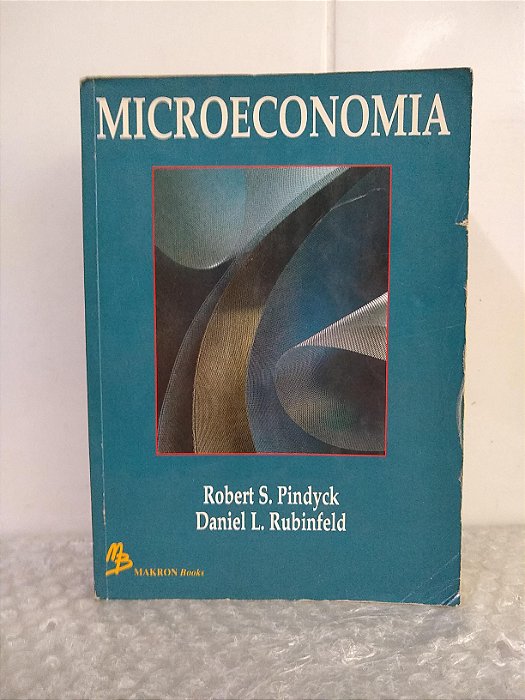 MICROECONOMIA
Robert S. Pindyck
Daniel L. Rubinfeld
MB
MAKRON Books